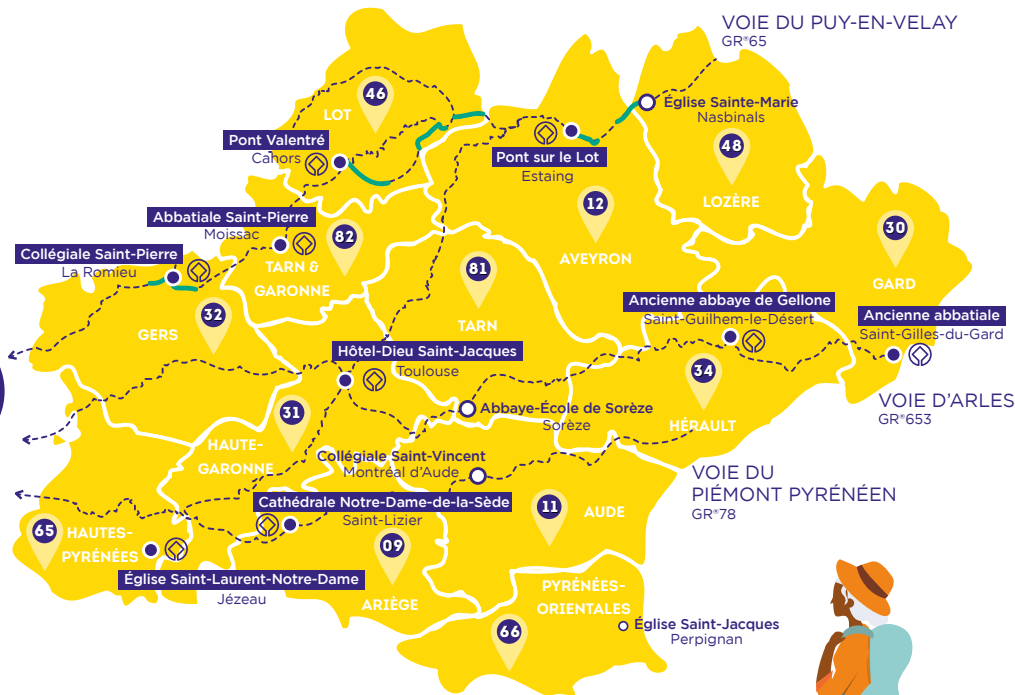 VOIE DU PUY-EN-VELAY
GR®65
46
LOT
Église Sainte-Marie
Nasbinals
Pont Valentré
Cahors
Pont sur le Lot
Estaing
48
LOZÈRE
12
AVEYRON
Abbatiale Saint-Pierre
Moissac
82
TARN &
GARONNE
30
GARD
Collégiale Saint-Pierre
La Romieu
81
TARN
32
GERS
Ancienne abbaye de Gellone
Saint-Guilhem-le-Désert
Ancienne abbatiale
Saint-Gilles-du-Gard
Hôtel-Dieu Saint-Jacques
Toulouse
34
HÉRAULT
VOIE D'ARLES
GR®653
Abbaye-École de Sorèze
Sorèze
31
HAUTE-
GARONNE
Collégiale Saint-Vincent
Montréal d'Aude
VOIE DU
PIÉMONT PYRÉNÉEN
GR®78
Cathédrale Notre-Dame-de-la-Sède
Saint-Lizier
11
AUDE
65
HAUTES-
PYRÉNÉES
09
ARIÈGE
Église Saint-Laurent-Notre-Dame
Jézeau
PYRÉNÉES-
ORIENTALES
66
Église Saint-Jacques
Perpignan